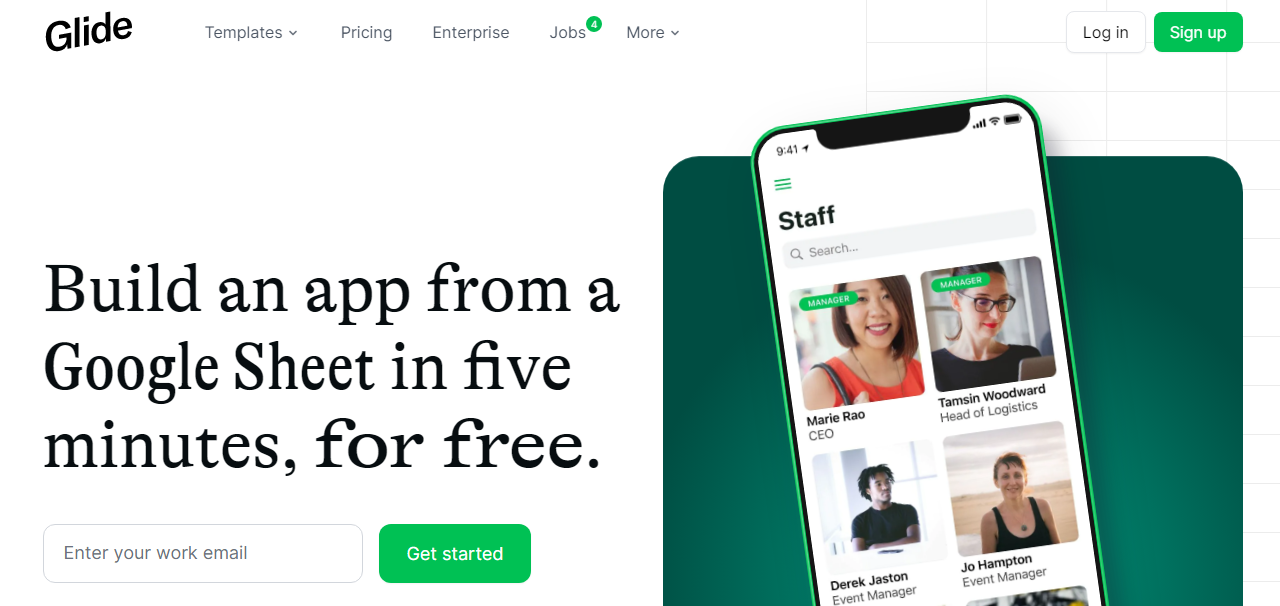 Glide
Templates
Pricing
Enterprise
Jobs 4
More
Log in
Sign up
Build an app from a
Google Sheet in five
minutes, for free.
Enter your work email
Get started
9:41
Staff
Search...
MANAGER
Marie Rao
CEO
MANAGER
Tamsin Woodward
Head of Logistics
Derek Jaston
Event Manager
Jo Hampton
Event Manager